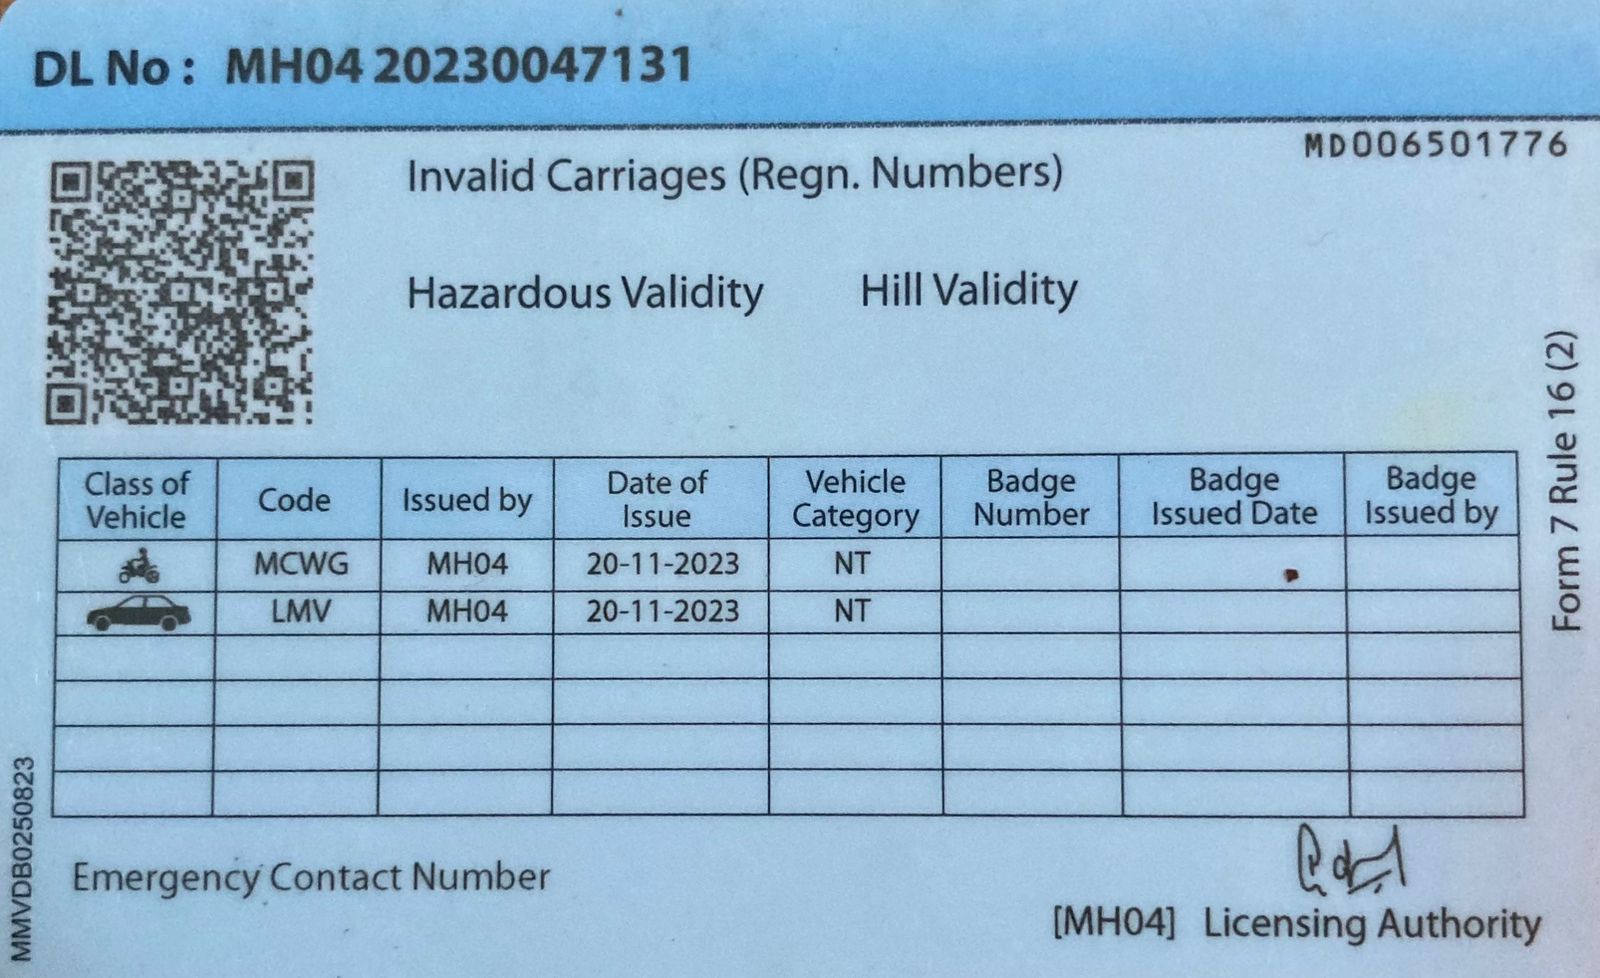 DL No : MH04 20230047131
MD006501776
Invalid Carriages (Regn. Numbers)
Hazardous Validity Hill Validity
Form 7 Rule 16 (2)
Class of Vehicle Code Issued by Date of Issue Vehicle Category Badge Number Badge Issued Date Badge Issued by
MCWG MH04 20-11-2023 NT
LMV MH04 20-11-2023 NT
MMVDB0250823
Emergency Contact Number
[MH04] Licensing Authority